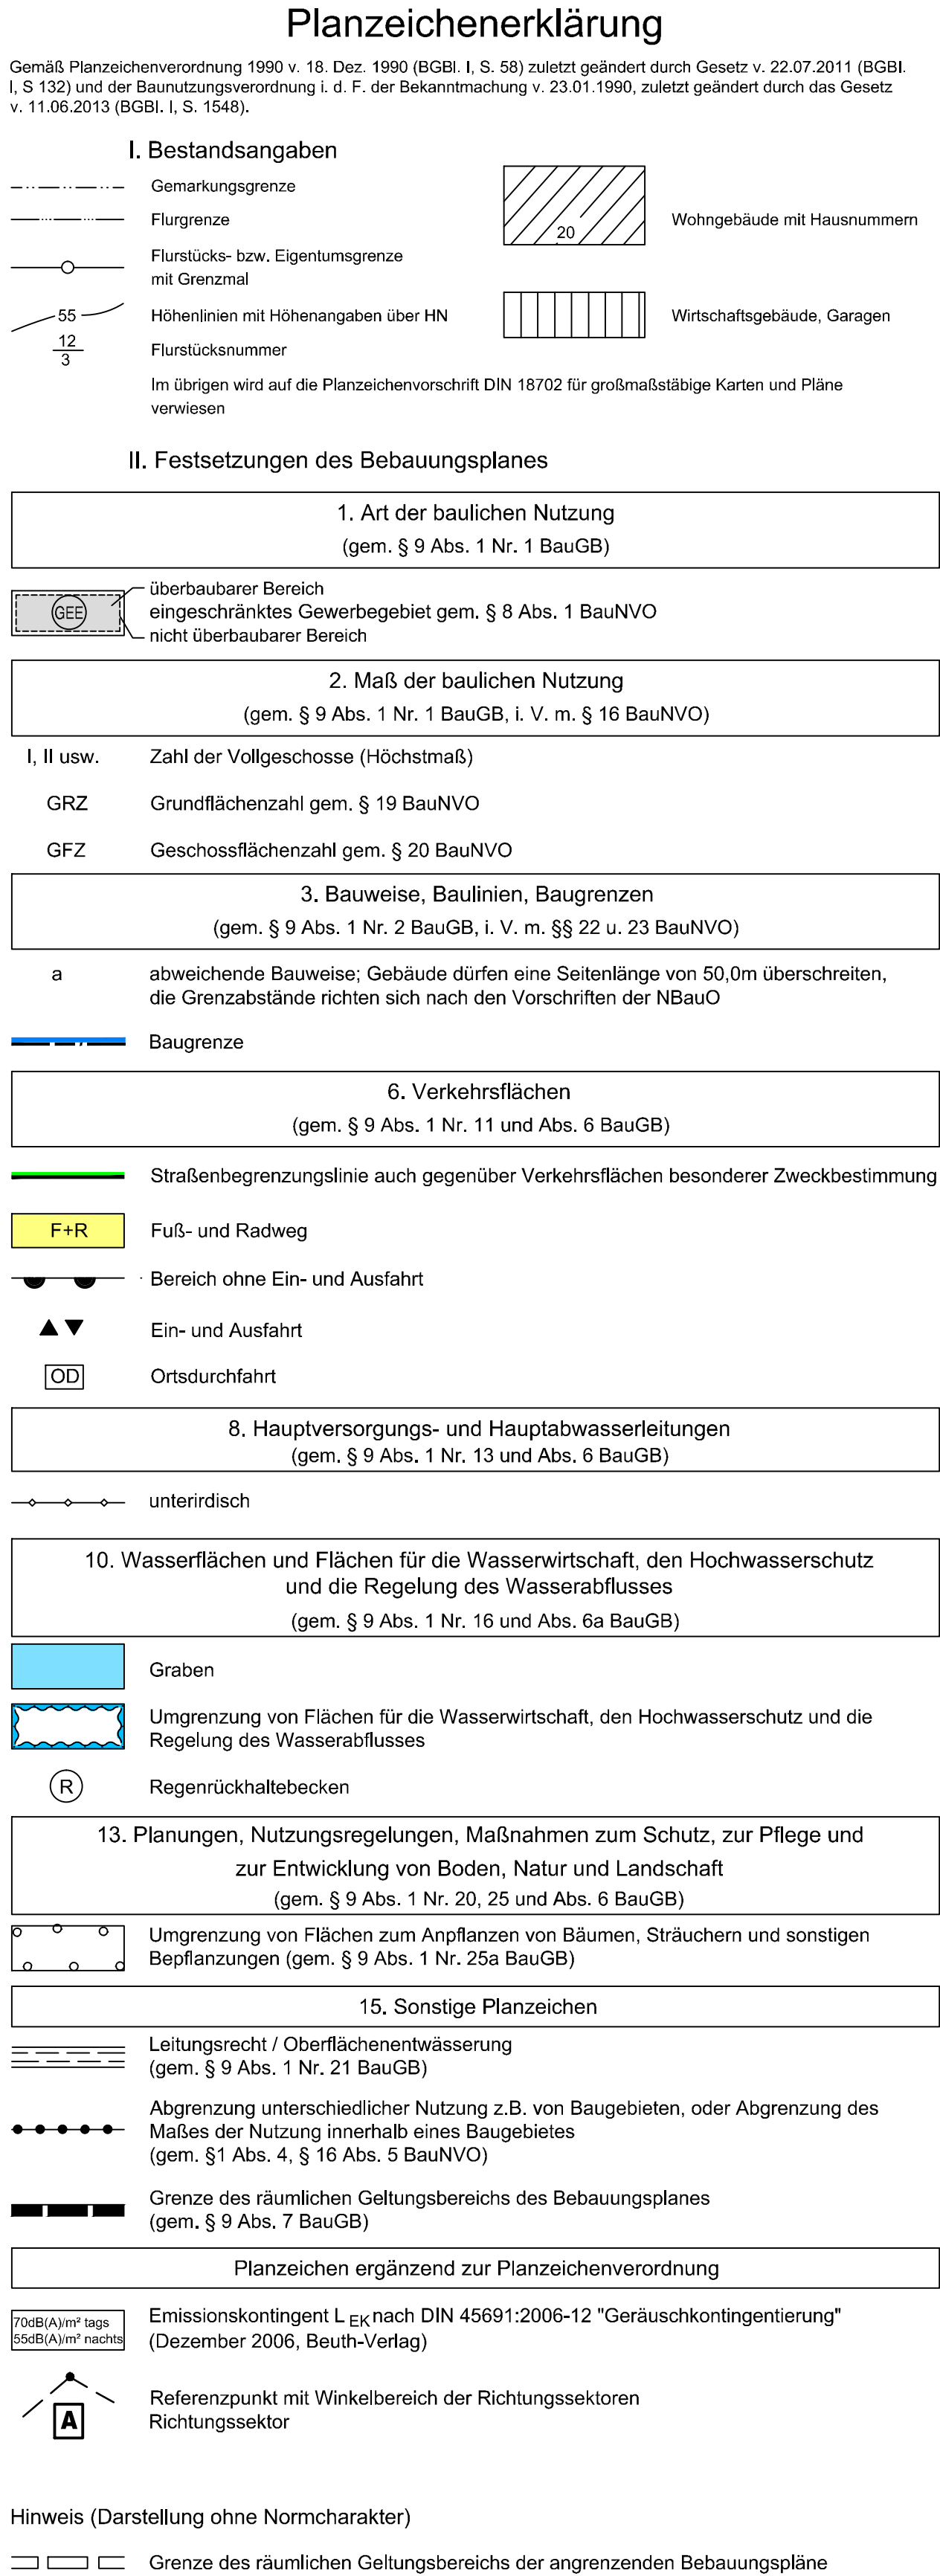 Planzeichenerklärung
Gemäß Planzeichenverordnung 1990 v. 18. Dez. 1990 (BGBl. I, S. 58) zuletzt geändert durch Gesetz v. 22.07.2011 (BGBl.
I, S 132) und der Baunutzungsverordnung i. d. F. der Bekanntmachung v. 23.01.1990, zuletzt geändert durch das Gesetz
v. 11.06.2013 (BGBl. I, S. 1548).
I. Bestandsangaben
Gemarkungsgrenze
Flurgrenze
20
Wohngebäude mit Hausnummern
Flurstücks- bzw. Eigentumsgrenze
mit Grenzmal
55
Höhenlinien mit Höhenangaben über HN
Wirtschaftsgebäude, Garagen
12
3
Flurstücksnummer
Im übrigen wird auf die Planzeichenvorschrift DIN 18702 für großmaßstäbige Karten und Pläne
verwiesen
II. Festsetzungen des Bebauungsplanes
1. Art der baulichen Nutzung
(gem. § 9 Abs. 1 Nr. 1 BauGB)
überbaubarer Bereich
GEE eingeschränktes Gewerbegebiet gem. § 8 Abs. 1 BauNVO
nicht überbaubarer Bereich
2. Maß der baulichen Nutzung
(gem. § 9 Abs. 1 Nr. 1 BauGB, i. V. m. § 16 BauNVO)
I, II usw. Zahl der Vollgeschosse (Höchstmaß)
GRZ Grundflächenzahl gem. § 19 BauNVO
GFZ Geschossflächenzahl gem. § 20 BauNVO
3. Bauweise, Baulinien, Baugrenzen
(gem. § 9 Abs. 1 Nr. 2 BauGB, i. V. m. §§ 22 u. 23 BauNVO)
a abweichende Bauweise; Gebäude dürfen eine Seitenlänge von 50,0m überschreiten,
die Grenzabstände richten sich nach den Vorschriften der NBauO
Baugrenze
6. Verkehrsflächen
(gem. § 9 Abs. 1 Nr. 11 und Abs. 6 BauGB)
Straßenbegrenzungslinie auch gegenüber Verkehrsflächen besonderer Zweckbestimmung
F+R Fuß- und Radweg
Bereich ohne Ein- und Ausfahrt
Ein- und Ausfahrt
OD Ortsdurchfahrt
8. Hauptversorgungs- und Hauptabwasserleitungen
(gem. § 9 Abs. 1 Nr. 13 und Abs. 6 BauGB)
unterirdisch
10. Wasserflächen und Flächen für die Wasserwirtschaft, den Hochwasserschutz
und die Regelung des Wasserabflusses
(gem. § 9 Abs. 1 Nr. 16 und Abs. 6a BauGB)
Graben
Umgrenzung von Flächen für die Wasserwirtschaft, den Hochwasserschutz und die
Regelung des Wasserabflusses
R Regenrückhaltebecken
13. Planungen, Nutzungsregelungen, Maßnahmen zum Schutz, zur Pflege und
zur Entwicklung von Boden, Natur und Landschaft
(gem. § 9 Abs. 1 Nr. 20, 25 und Abs. 6 BauGB)
Umgrenzung von Flächen zum Anpflanzen von Bäumen, Sträuchern und sonstigen
Bepflanzungen (gem. § 9 Abs. 1 Nr. 25a BauGB)
15. Sonstige Planzeichen
Leitungsrecht / Oberflächenentwässerung
(gem. § 9 Abs. 1 Nr. 21 BauGB)
Abgrenzung unterschiedlicher Nutzung z.B. von Baugebieten, oder Abgrenzung des
Maßes der Nutzung innerhalb eines Baugebietes
(gem. §1 Abs. 4, § 16 Abs. 5 BauNVO)
Grenze des räumlichen Geltungsbereichs des Bebauungsplanes
(gem. § 9 Abs. 7 BauGB)
Planzeichen ergänzend zur Planzeichenverordnung
70dB(A)/m² tags
55dB(A)/m² nachts
Emissionskontingent L EK nach DIN 45691:2006-12 "Geräuschkontingentierung"
(Dezember 2006, Beuth-Verlag)
Referenzpunkt mit Winkelbereich der Richtungssektoren
A Richtungssektor
Hinweis (Darstellung ohne Normcharakter)
Grenze des räumlichen Geltungsbereichs der angrenzenden Bebauungspläne